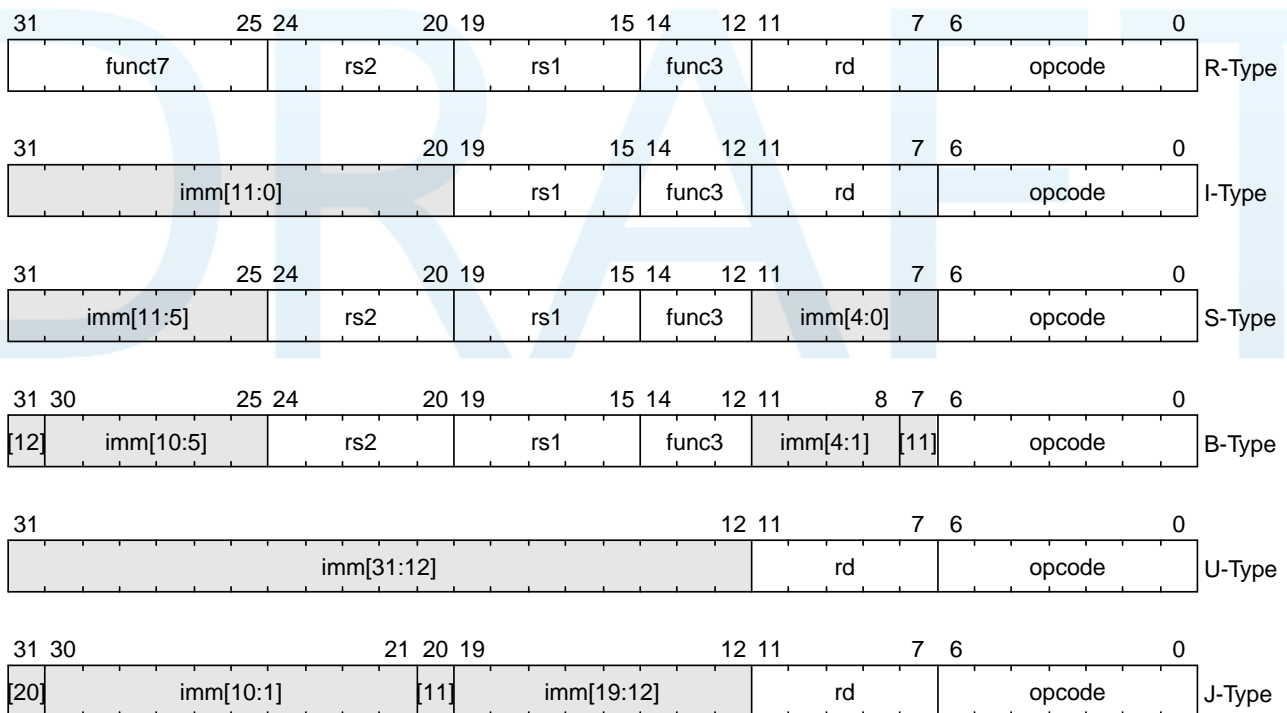 DRAFT
31 25 24 20 19 15 14 12 11 7 6 0
funct7 rs2 rs1 func3 rd opcode R-Type
31 20 19 15 14 12 11 7 6 0
imm[11:0] rs1 func3 rd opcode I-Type
31 25 24 20 19 15 14 12 11 7 6 0
imm[11:5] rs2 rs1 func3 imm[4:0] opcode S-Type
31 30 25 24 20 19 15 14 12 11 8 7 6 0
[12] imm[10:5] rs2 rs1 func3 imm[4:1] [11] opcode B-Type
31 12 11 7 6 0
imm[31:12] rd opcode U-Type
31 30 21 20 19 12 11 7 6 0
[20] imm[10:1] [11] imm[19:12] rd opcode J-Type